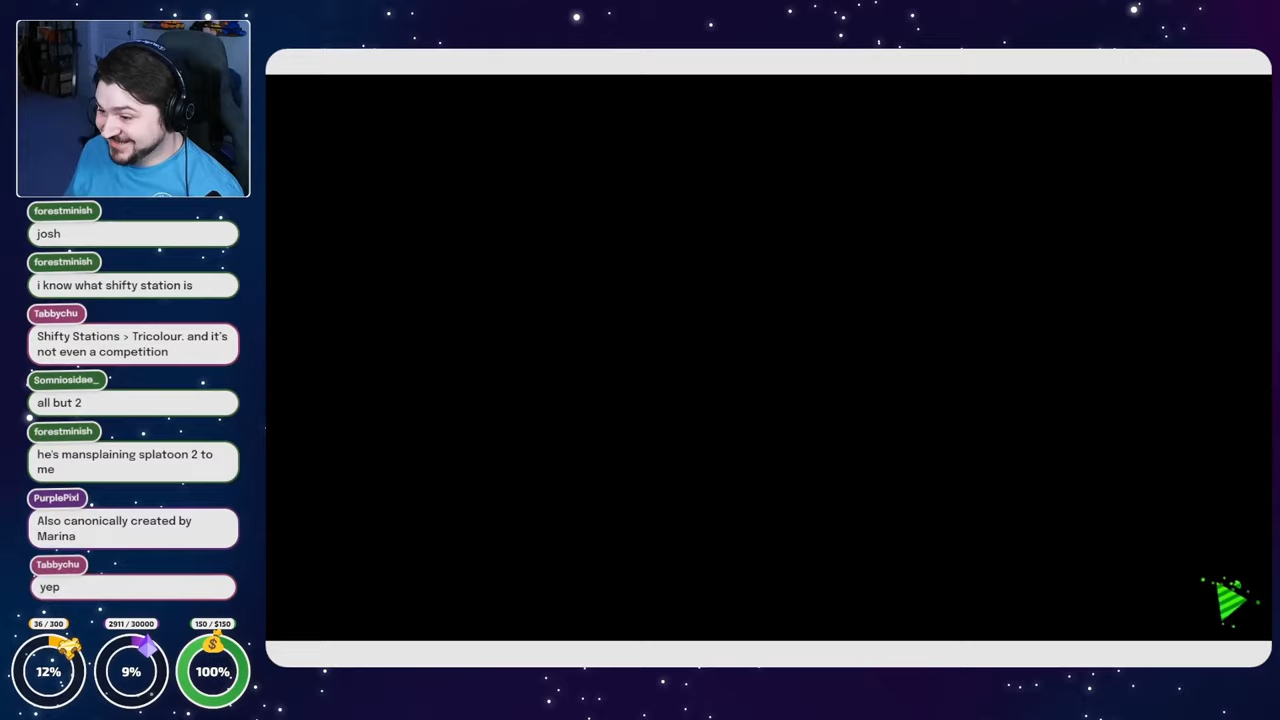 forestminish
josh
forestminish
i know what shifty station is
Tabbychu
Shifty Stations > Tricolour. and it's
not even a competition
Somniosidae_
all but 2
forestminish
he's mansplaining splatoon 2 to
me
PurplePixl
Also canonically created by
Marina
Tabbychu
yep
36 / 300
2911 / 30000
150 / $150
12%
9%
100%